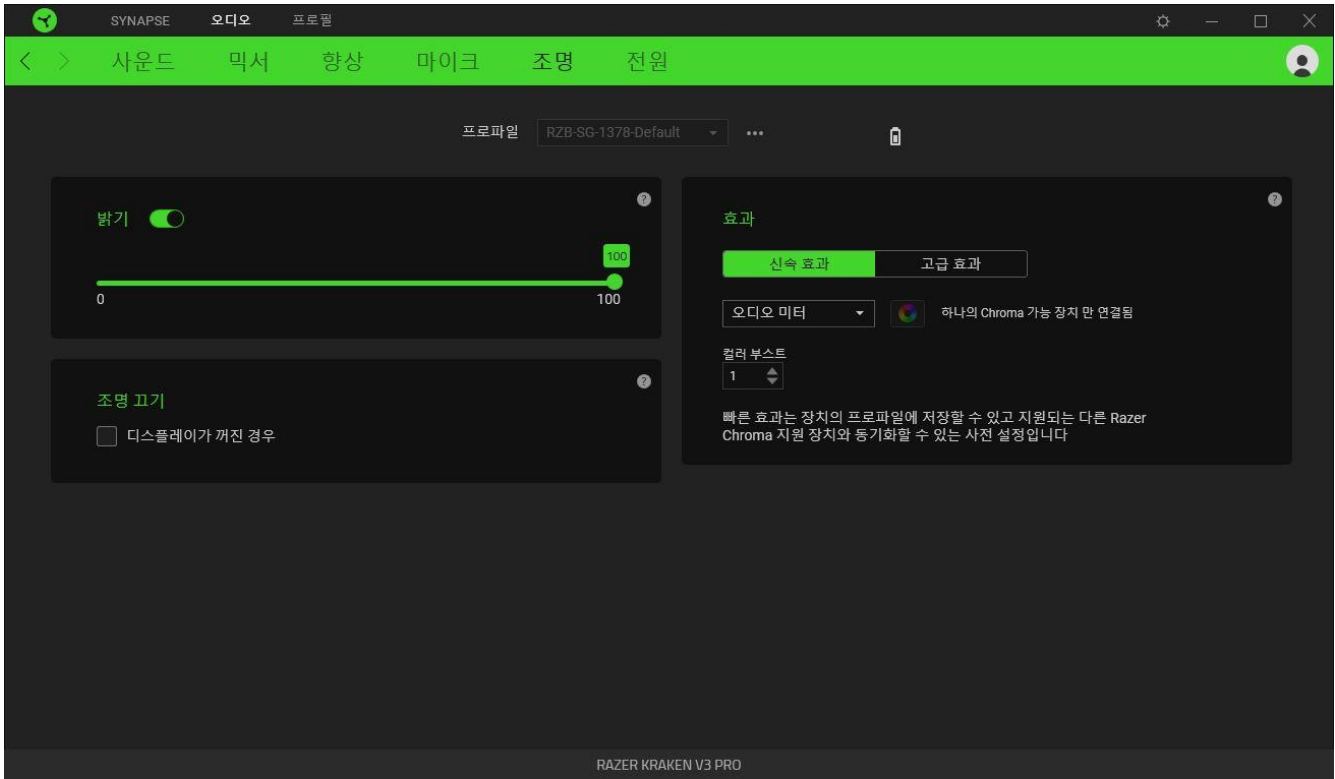 SYNAPSE 오디오 프로필
사운드 믹서 향상 마이크 조명 전원
프로파일 RZB-SG-1378-Default
밝기
100
0 100
조명 끄기
디스플레이가 꺼진 경우
효과
신속 효과 고급 효과
오디오 미터 하나의 Chroma 가능 장치 만 연결됨
컬러 부스트
1
빠른 효과는 장치의 프로파일에 저장할 수 있고 지원되는 다른 Razer
Chroma 지원 장치와 동기화할 수 있는 사전 설정입니다
RAZER KRAKEN V3 PRO